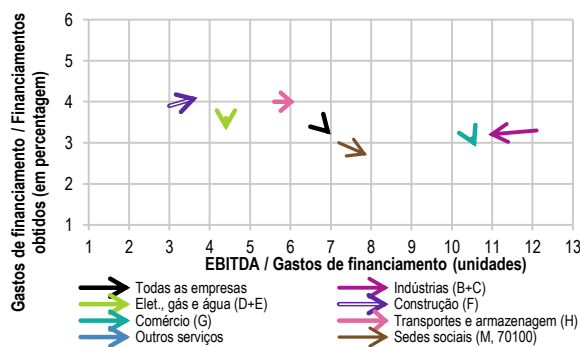 Gastos de financiamento / Financiamentos
obtidos (em percentagem)
6
5
4
3
2
1
1 2 3 4 5 6 7 8 9 10 11 12 13
EBITDA / Gastos de financiamento (unidades)
Todas as empresas Indústrias (B+C)
Elet., gás e água (D+E) Construção (F)
Comércio (G) Transportes e armazenagem (H)
Outros serviços Sedes sociais (M, 70100)